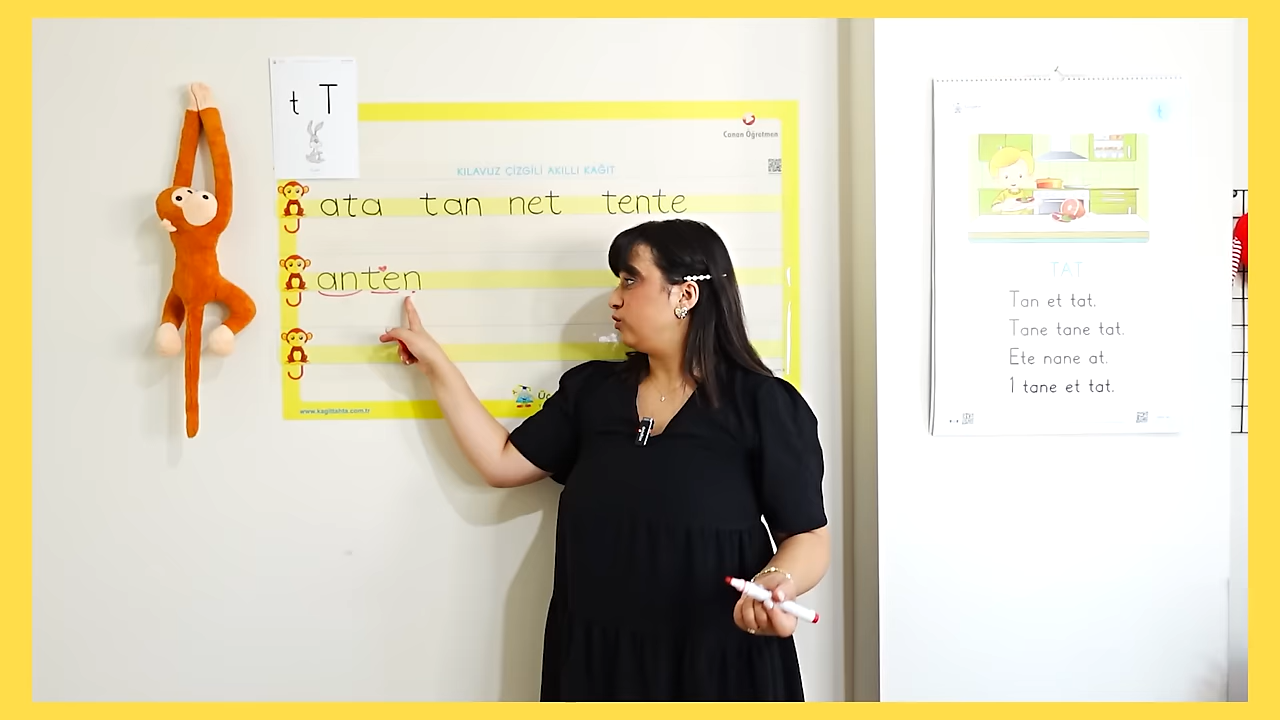 t T
Canan Öğretmen
KILAVUZ ÇİZGİLİ AKILLI KAĞIT
ata tan net tente
anten
www.kagittahta.com.tr
t
TAT
Tan et tat.
Tane tane tat.
Ete nane at.
1 tane et tat.